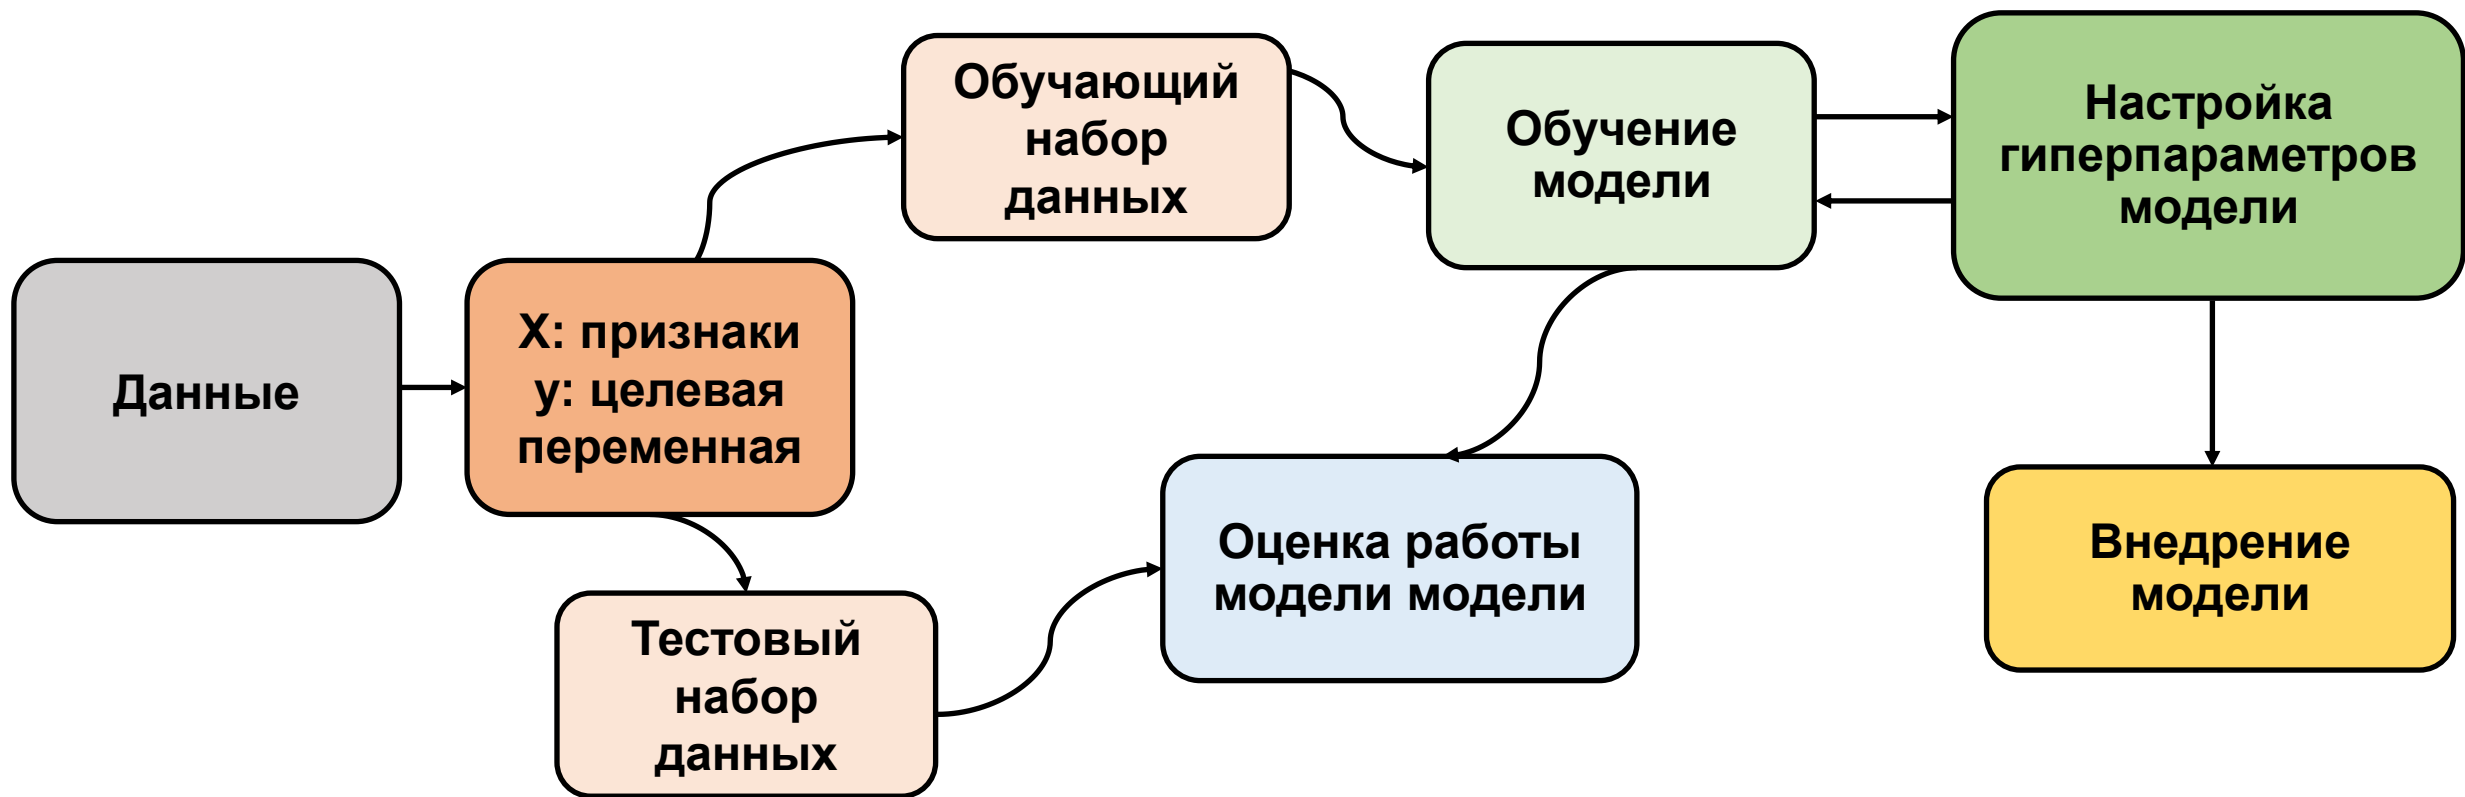 Данные
X: признаки
y: целевая
переменная
Обучающий
набор
данных
Тестовый
набор
данных
Обучение
модели
Настройка
гиперпараметров
модели
Оценка работы
модели модели
Внедрение
модели